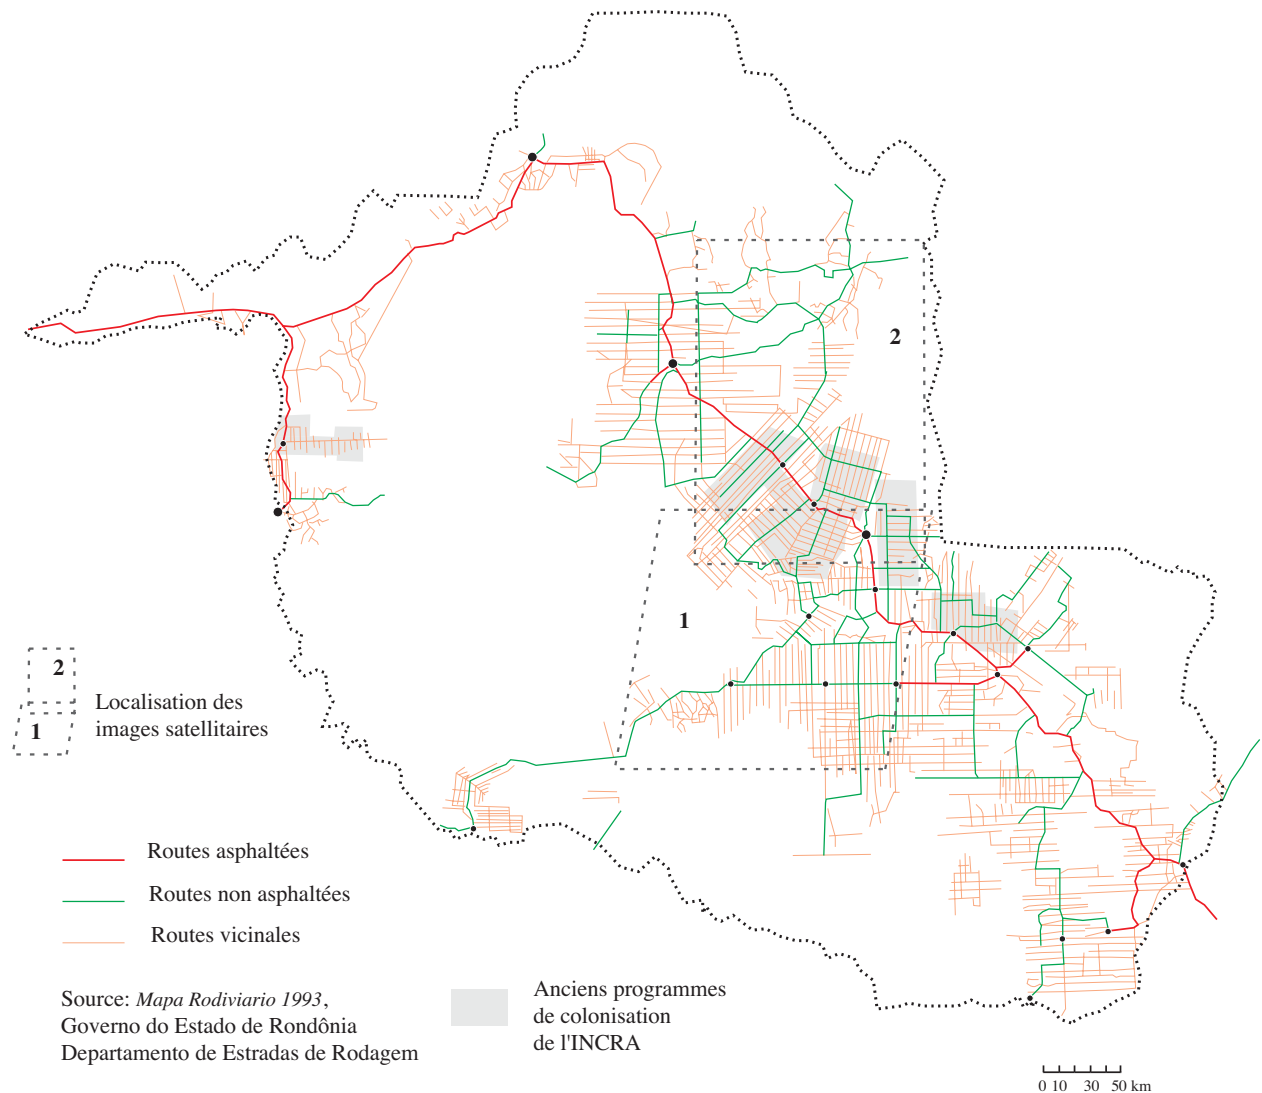 2
1
2
1
Localisation des
images satellitaires
Routes asphaltées
Routes non asphaltées
Routes vicinales
Source: Mapa Rodiviario 1993,
Governo do Estado de Rondônia
Departamento de Estradas de Rodagem
Anciens programmes
de colonisation
de l'INCRA
0 10 30 50 km